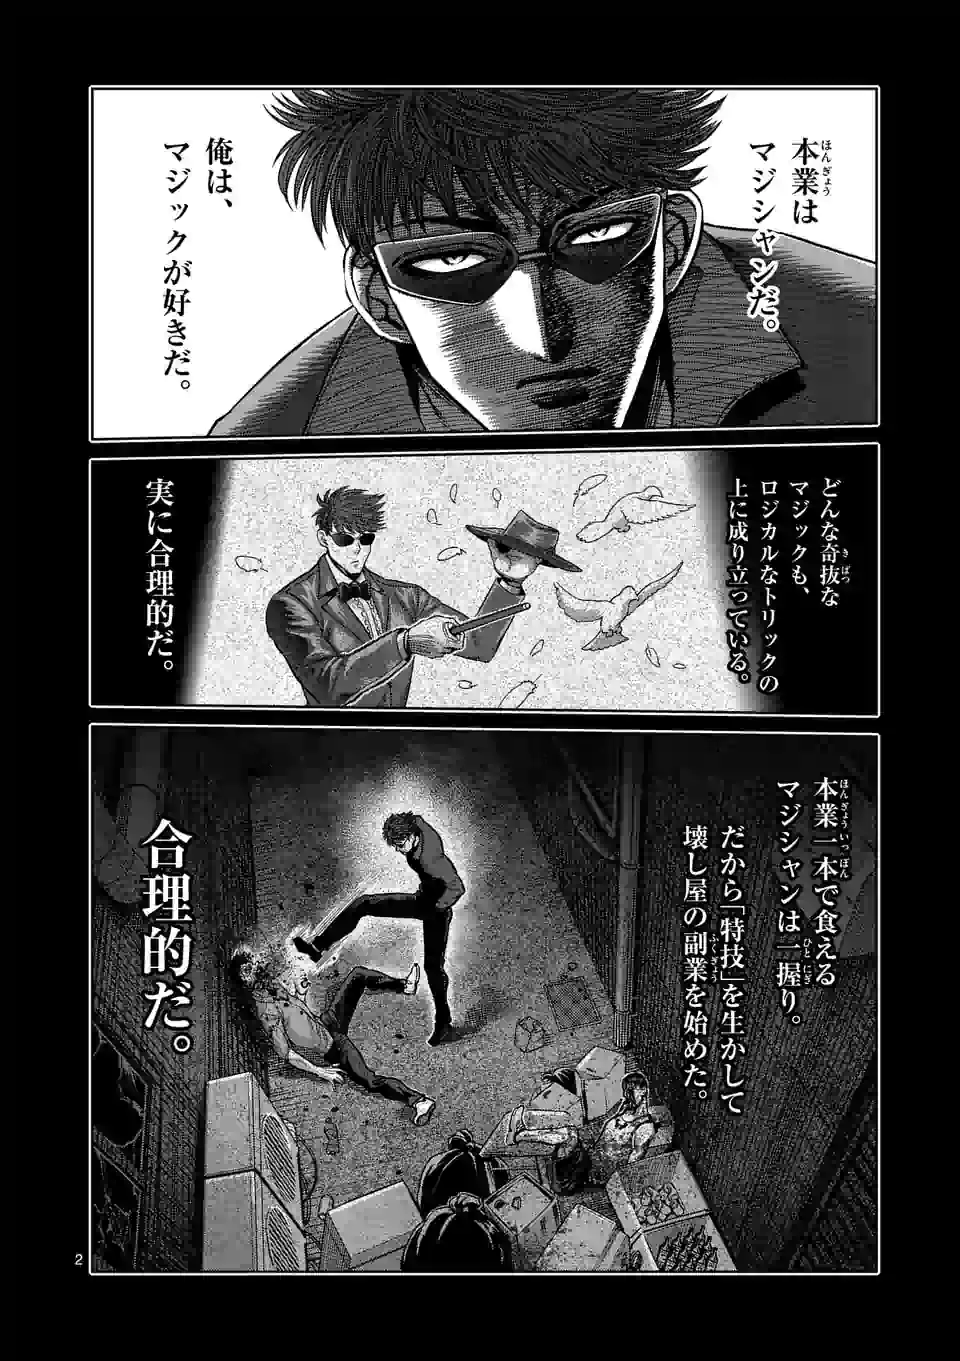 本業は
マジシャンだ。
俺は、
マジックが好きだ。
どんな奇抜な
マジックも、
ロジカルなトリックの
上に成り立っている。
実に合理的だ。
本業一本で食える
マジシャンは一握り。
だから「特技」を生かして
壊し屋の副業を始めた。
合理的だ。
2